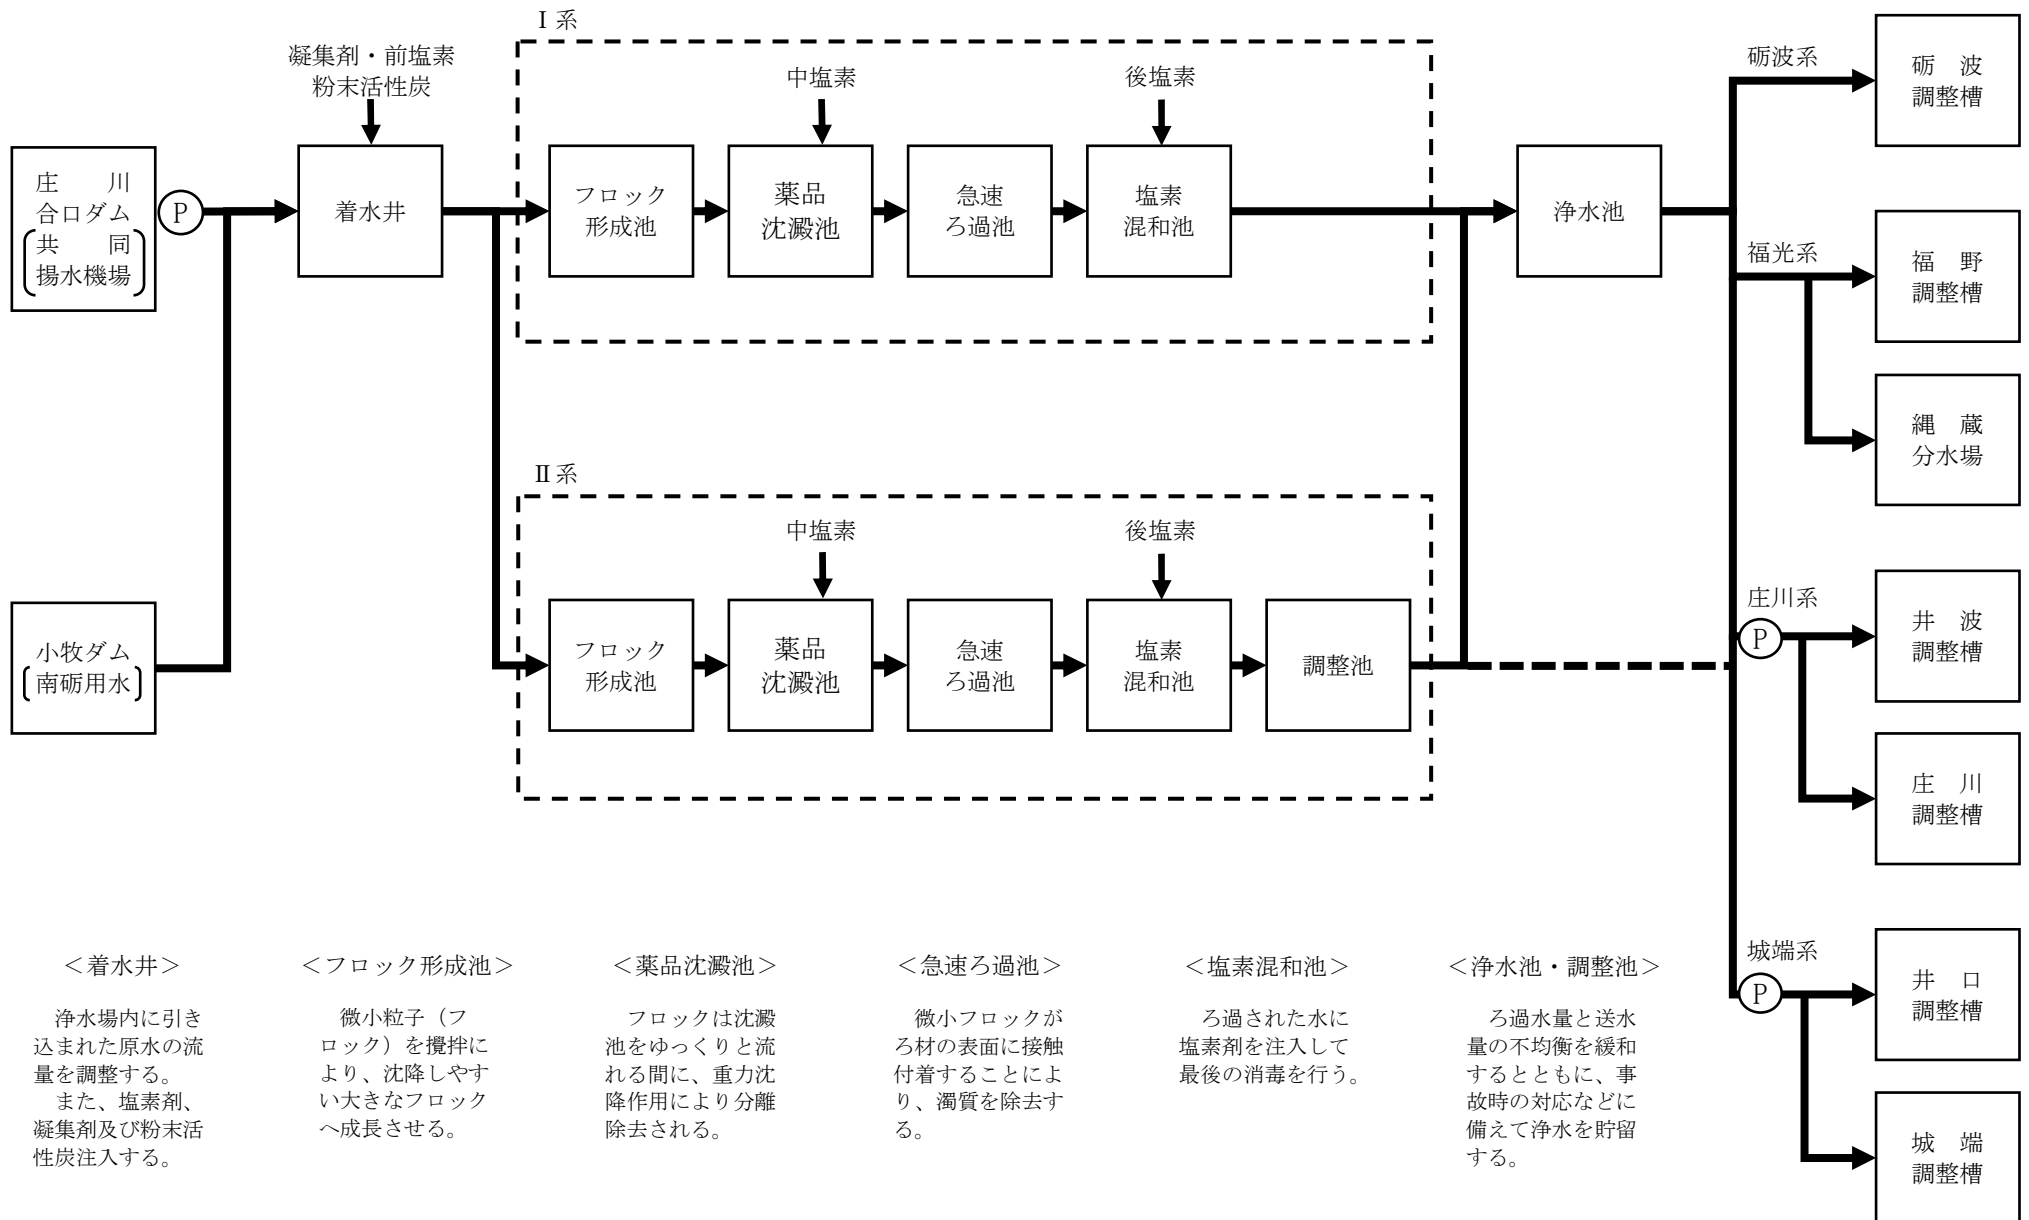 Ⅰ系
凝集剤・前塩素
粉末活性炭
中塩素
後塩素
庄　　川
合口ダム
共　　同
揚水機場
P
着水井
フロック
形成池
薬品
沈澱池
急速
ろ過池
塩素
混和池
浄水池
砺波系
砺　波
調整槽
福光系
福　野
調整槽
縄　蔵
分水場
Ⅱ系
中塩素
後塩素
小牧ダム
南砺用水
フロック
形成池
薬品
沈澱池
急速
ろ過池
塩素
混和池
調整池
庄川系
P
井　波
調整槽
庄　川
調整槽
城端系
P
井　口
調整槽
城　端
調整槽
＜着水井＞
浄水場内に引き
込まれた原水の流
量を調整する。
また、塩素剤、
凝集剤及び粉末活
性炭注入する。
＜フロック形成池＞
微小粒子（フ
ロック）を攪拌に
より、沈降しやす
い大きなフロック
へ成長させる。
＜薬品沈澱池＞
フロックは沈澱
池をゆっくりと流
れる間に、重力沈
降作用により分離
除去される。
＜急速ろ過池＞
微小フロックが
ろ材の表面に接触
付着することによ
り、濁質を除去す
る。
＜塩素混和池＞
ろ過された水に
塩素剤を注入して
最後の消毒を行う。
＜浄水池・調整池＞
ろ過水量と送水
量の不均衡を緩和
するとともに、事
故時の対応などに
備えて浄水を貯留
する。